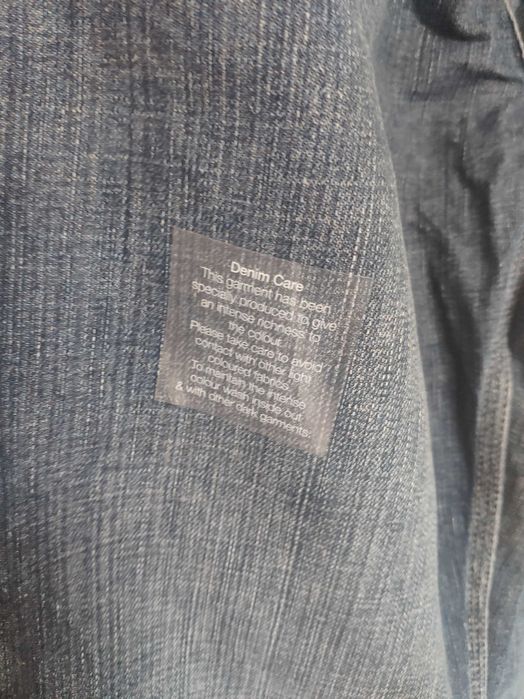 Denim Care
This garment has been
specially produced to give
an intense richness to
the colour.
Please take care to avoid
contact with other light
coloured fabrics.
To maintain the intense
colour wash inside out
& with other dark garments.